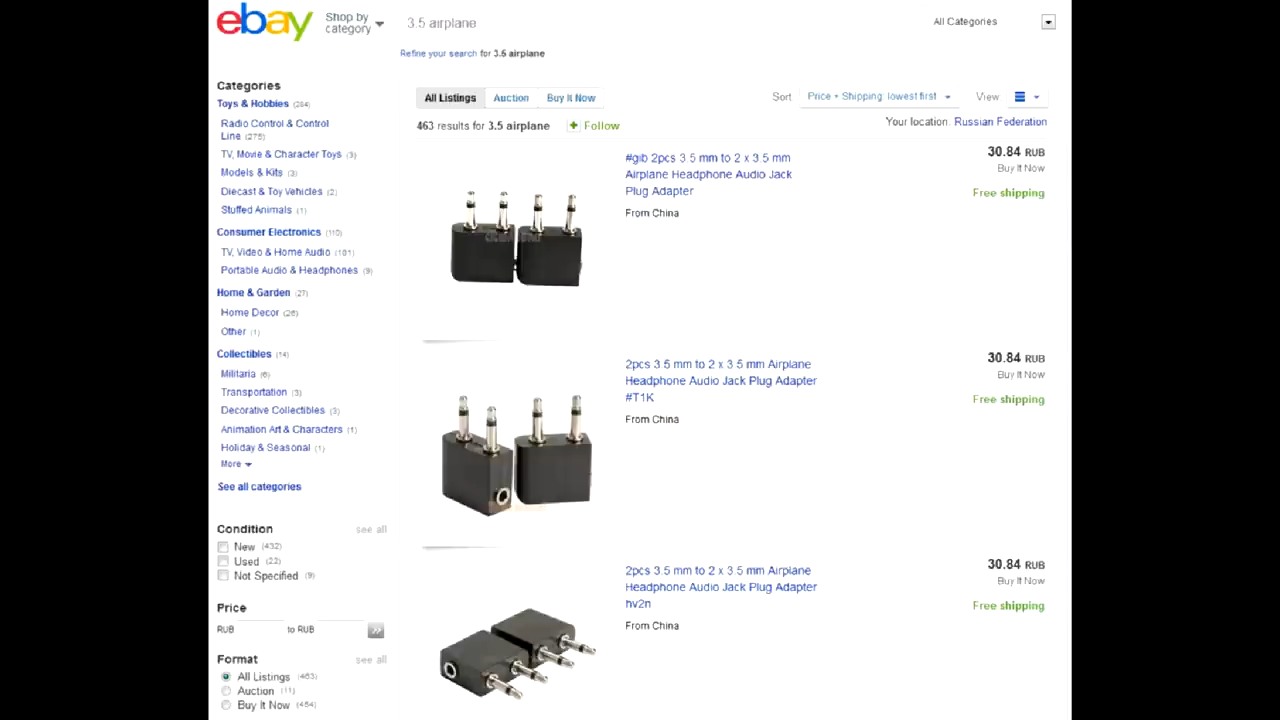 ebay
Shop by
category
3.5 airplane
All Categories
Refine your search for 3.5 airplane
Categories
Toys & Hobbies (284)
Radio Control & Control
Line (275)
TV, Movie & Character Toys (3)
Models & Kits (3)
Diecast & Toy Vehicles (2)
Stuffed Animals (1)
Consumer Electronics (110)
TV, Video & Home Audio (101)
Portable Audio & Headphones (9)
Home & Garden (27)
Home Decor (26)
Other (1)
Collectibles (14)
Militaria (6)
Transportation (3)
Decorative Collectibles (3)
Animation Art & Characters (1)
Holiday & Seasonal (1)
More
See all categories
Condition
see all
New (432)
Used (22)
Not Specified (9)
Price
RUB
to RUB
Format
see all
All Listings (463)
Auction (11)
Buy It Now (454)
All Listings
Auction
Buy It Now
Sort
Price + Shipping: lowest first
View
463 results for 3.5 airplane
Follow
Your location: Russian Federation
#gib 2pcs 3.5 mm to 2 x 3.5 mm
Airplane Headphone Audio Jack
Plug Adapter
From China
30.84 RUB
Buy It Now
Free shipping
2pcs 3.5 mm to 2 x 3.5 mm Airplane
Headphone Audio Jack Plug Adapter
#T1K
From China
30.84 RUB
Buy It Now
Free shipping
2pcs 3.5 mm to 2 x 3.5 mm Airplane
Headphone Audio Jack Plug Adapter
hv2n
From China
30.84 RUB
Buy It Now
Free shipping